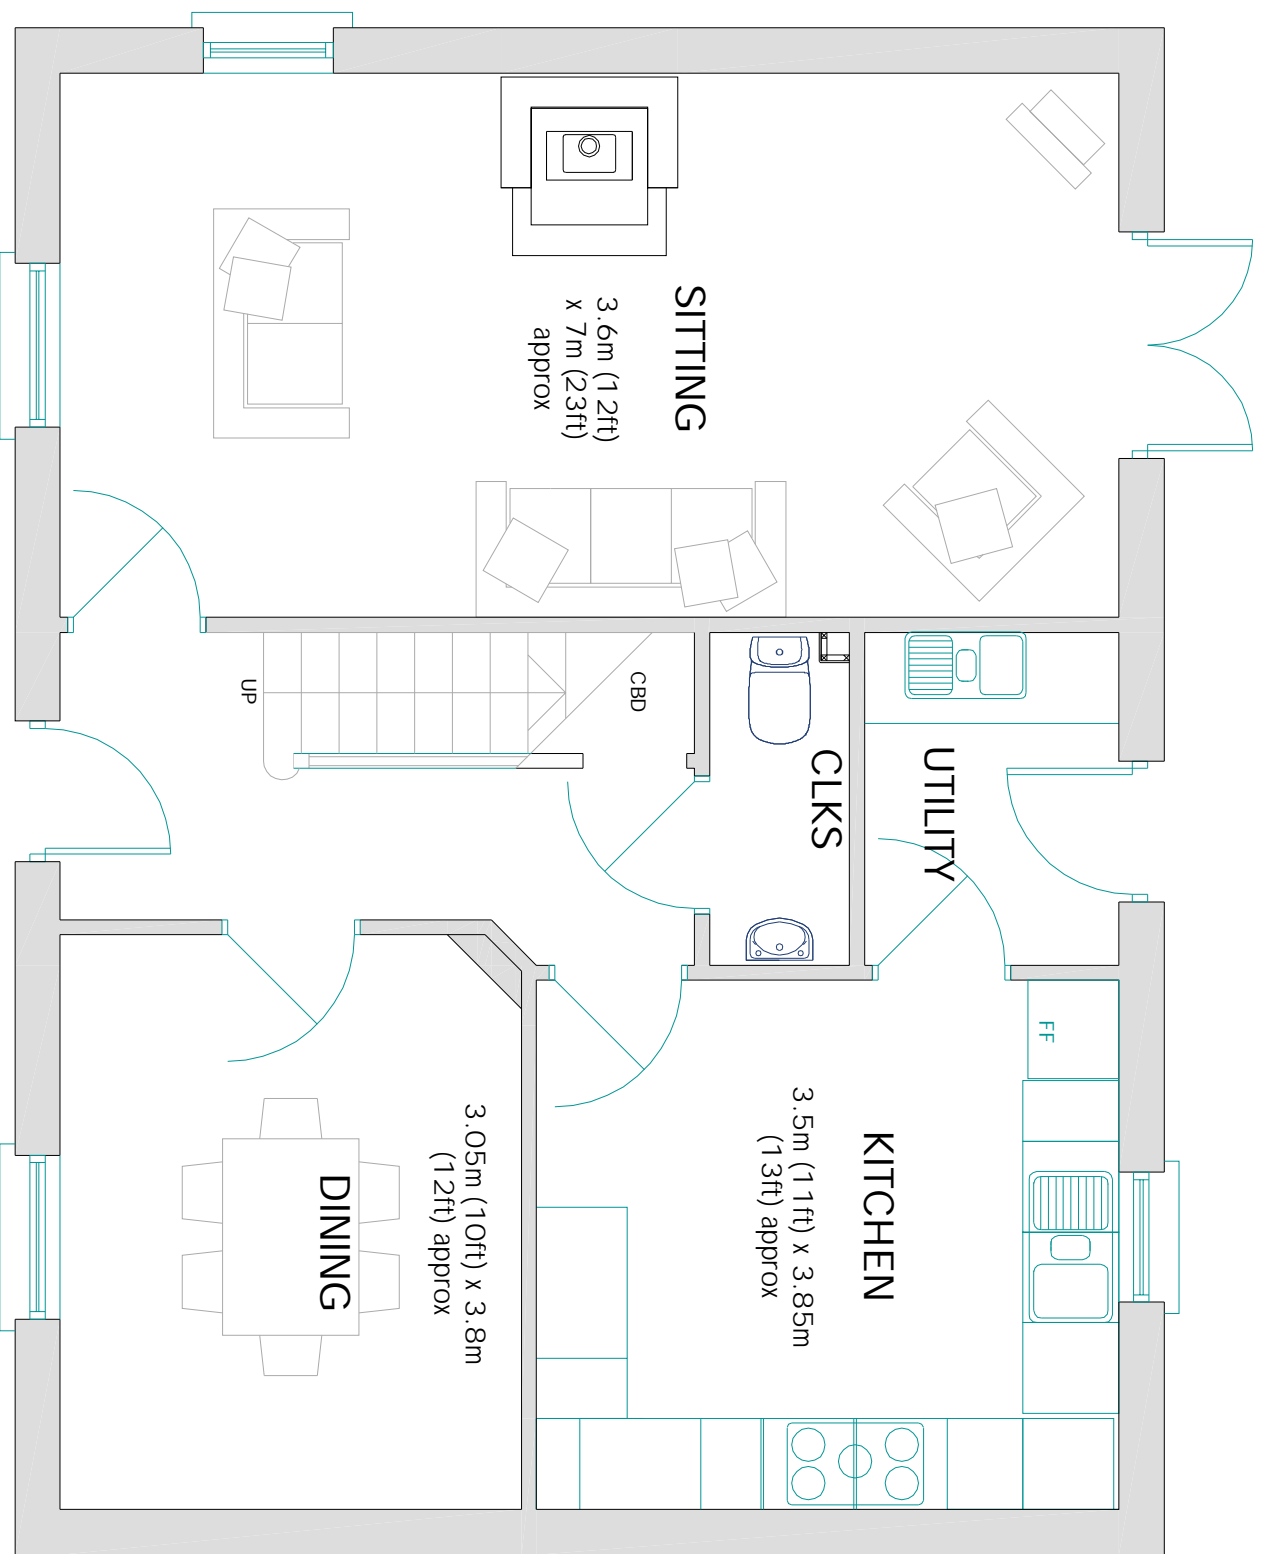 SITTING
3.6m (12ft)
x 7m (23ft)
approx
UP
CBD
CLKS
UTILITY
FF
KITCHEN
3.5m (11ft) x 3.85m
(13ft) approx
3.05m (10ft) x 3.8m
(12ft) approx
DINING